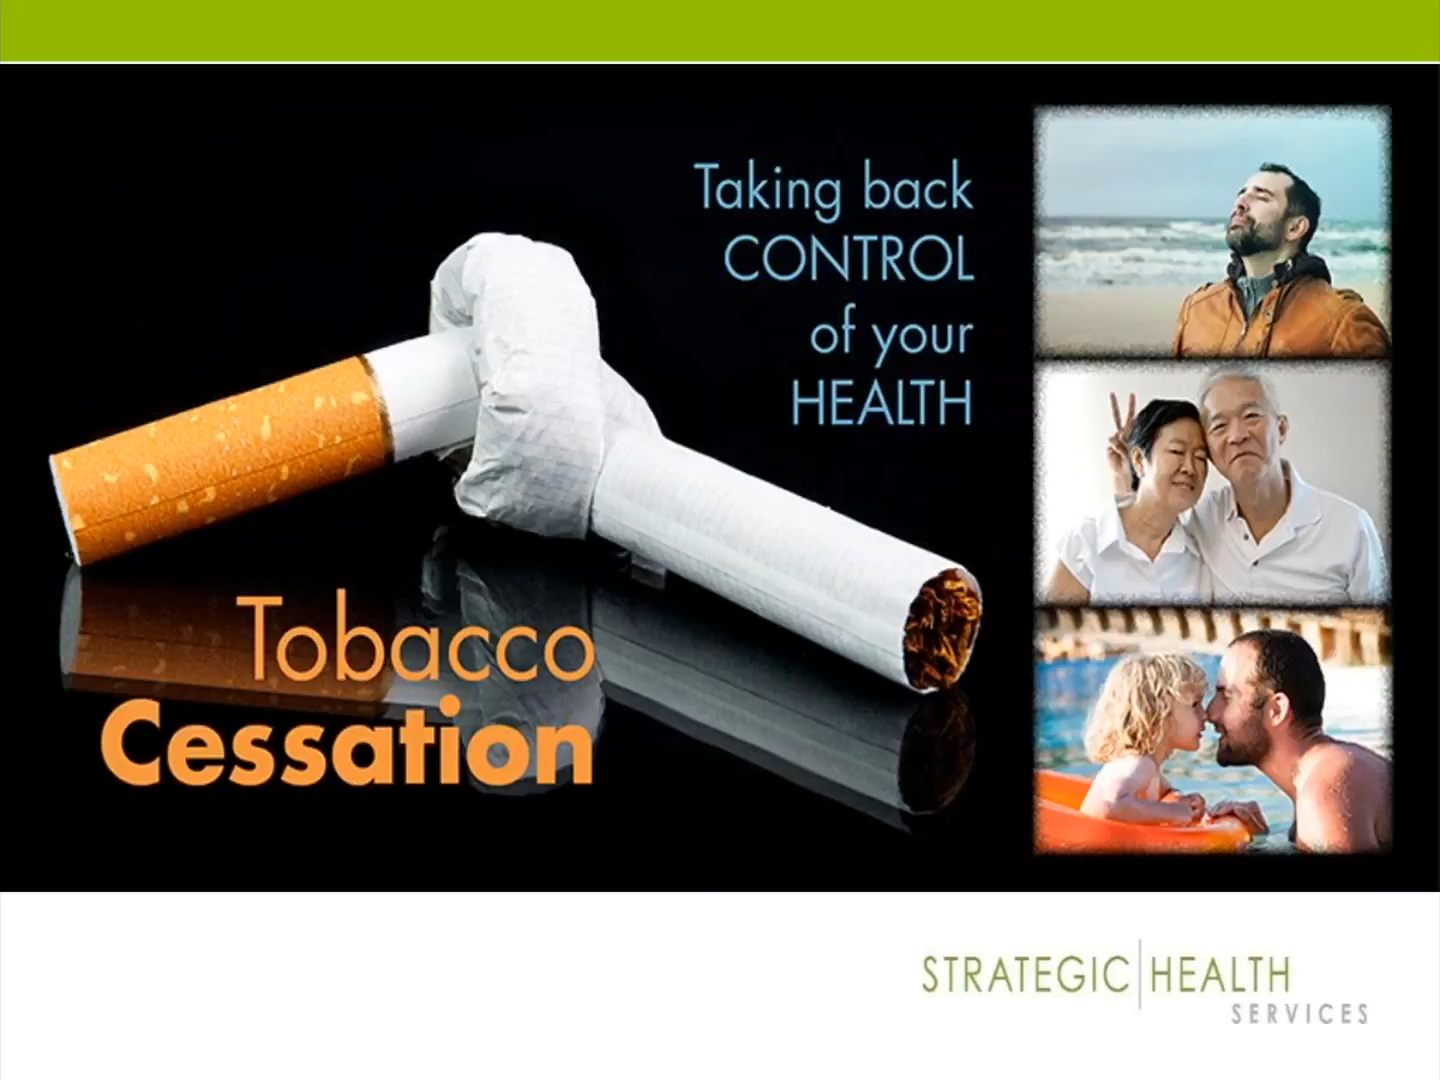 Taking back
CONTROL
of your
HEALTH
Tobacco
Cessation
STRATEGIC HEALTH
SERVICES